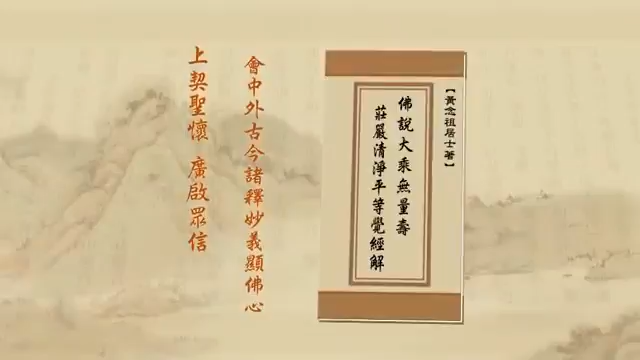 【黃念祖居士著】
佛說大乘無量壽
莊嚴清淨平等覺經解
會中外古今諸釋妙義顯佛心
上契聖懷 廣啟眾信